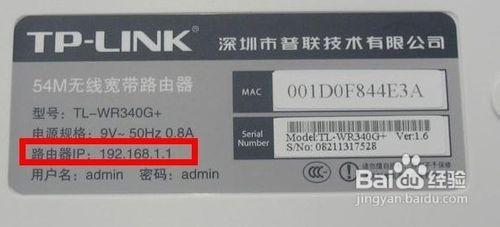 TP-LINK 深圳市普联技术有限公司
54M无线宽带路由器
型号：TL-WR340G+
电源规格：9V~ 50Hz 0.8A
路由器IP：192.168.1.1
用户名：admin 密码：admin
MAC 001D0F844E3A
Serial Number
Model:TL-WR340G+ Ver:1.6
S/No: 08211317528
Baidu 百度 经验
jingyan.baidu.com